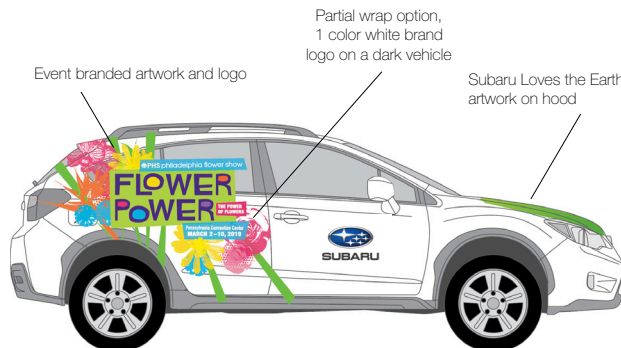 Partial wrap option,
1 color white brand
logo on a dark vehicle
Event branded artwork and logo
Subaru Loves the Earth
artwork on hood
PHS philadelphia flower show
FLOWER
POWER
THE POWER
OF FLOWERS
Pennsylvania Convention Center
MARCH 2–10, 2019
SUBARU